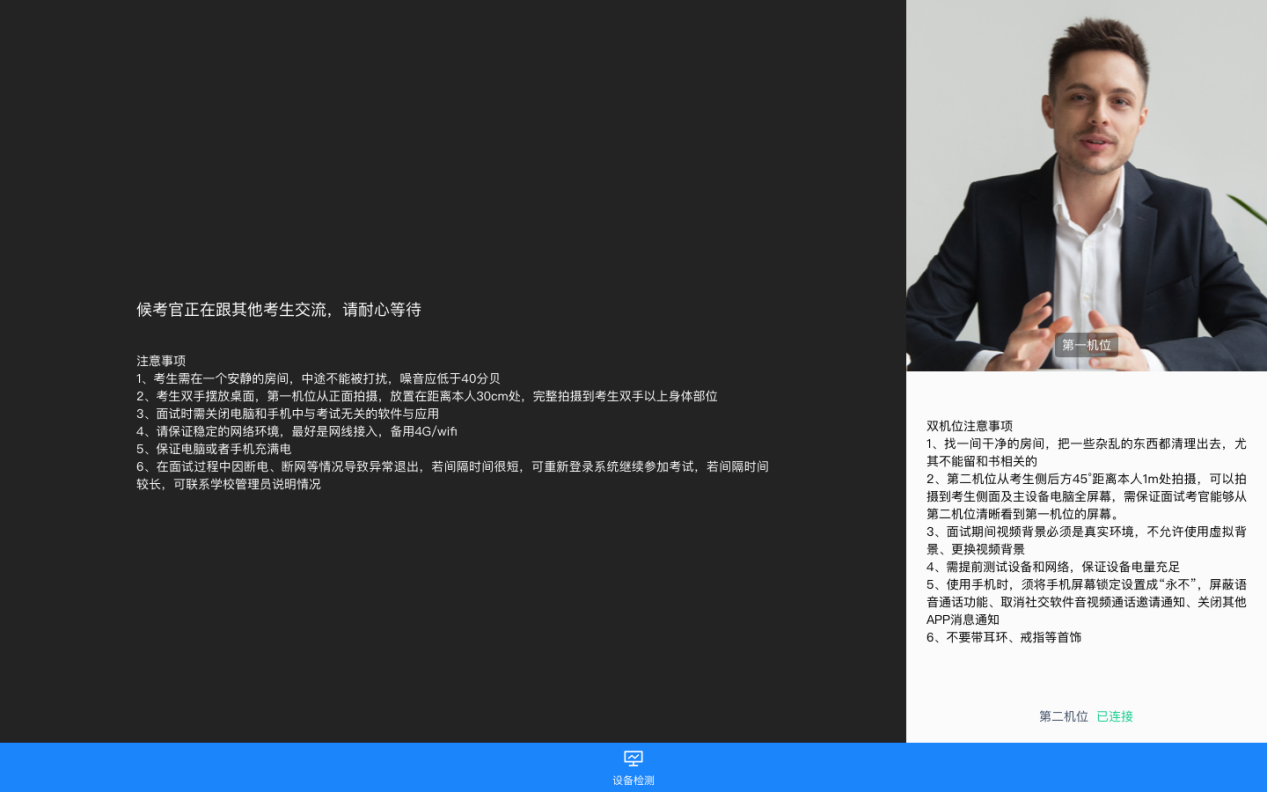 候考官正在跟其他考生交流，请耐心等待
注意事项
1、考生需在一个安静的房间，中途不能被打扰，噪音应低于40分贝
2、考生双手摆放桌面，第一机位从正面拍摄，放置在距离本人30cm处，完整拍摄到考生双手以上身体部位
3、面试时需关闭电脑和手机中与考试无关的软件与应用
4、请保证稳定的网络环境，最好是网线接入，备用4G/wifi
5、保证电脑或者手机充满电
6、在面试过程中因断电、断网等情况导致异常退出，若间隔时间很短，可重新登录系统继续参加考试，若间隔时间
较长，可联系学校管理员说明情况
第一机位
双机位注意事项
1、找一间干净的房间，把一些杂乱的东西都清理出去，尤
其不能留和书相关的
2、第二机位从考生侧后方45°距离本人1m处拍摄，可以拍
摄到考生侧面及主设备电脑全屏幕，需保证面试考官能够从
第二机位清晰看到第一机位的屏幕。
3、面试期间视频背景必须是真实环境，不允许使用虚拟背
景、更换视频背景
4、需提前测试设备和网络，保证设备电量充足
5、使用手机时，须将手机屏幕锁定设置成“永不”，屏蔽语
音通话功能、取消社交软件音视频通话邀请通知、关闭其他
APP消息通知
6、不要带耳环、戒指等首饰
第二机位 已连接
设备检测